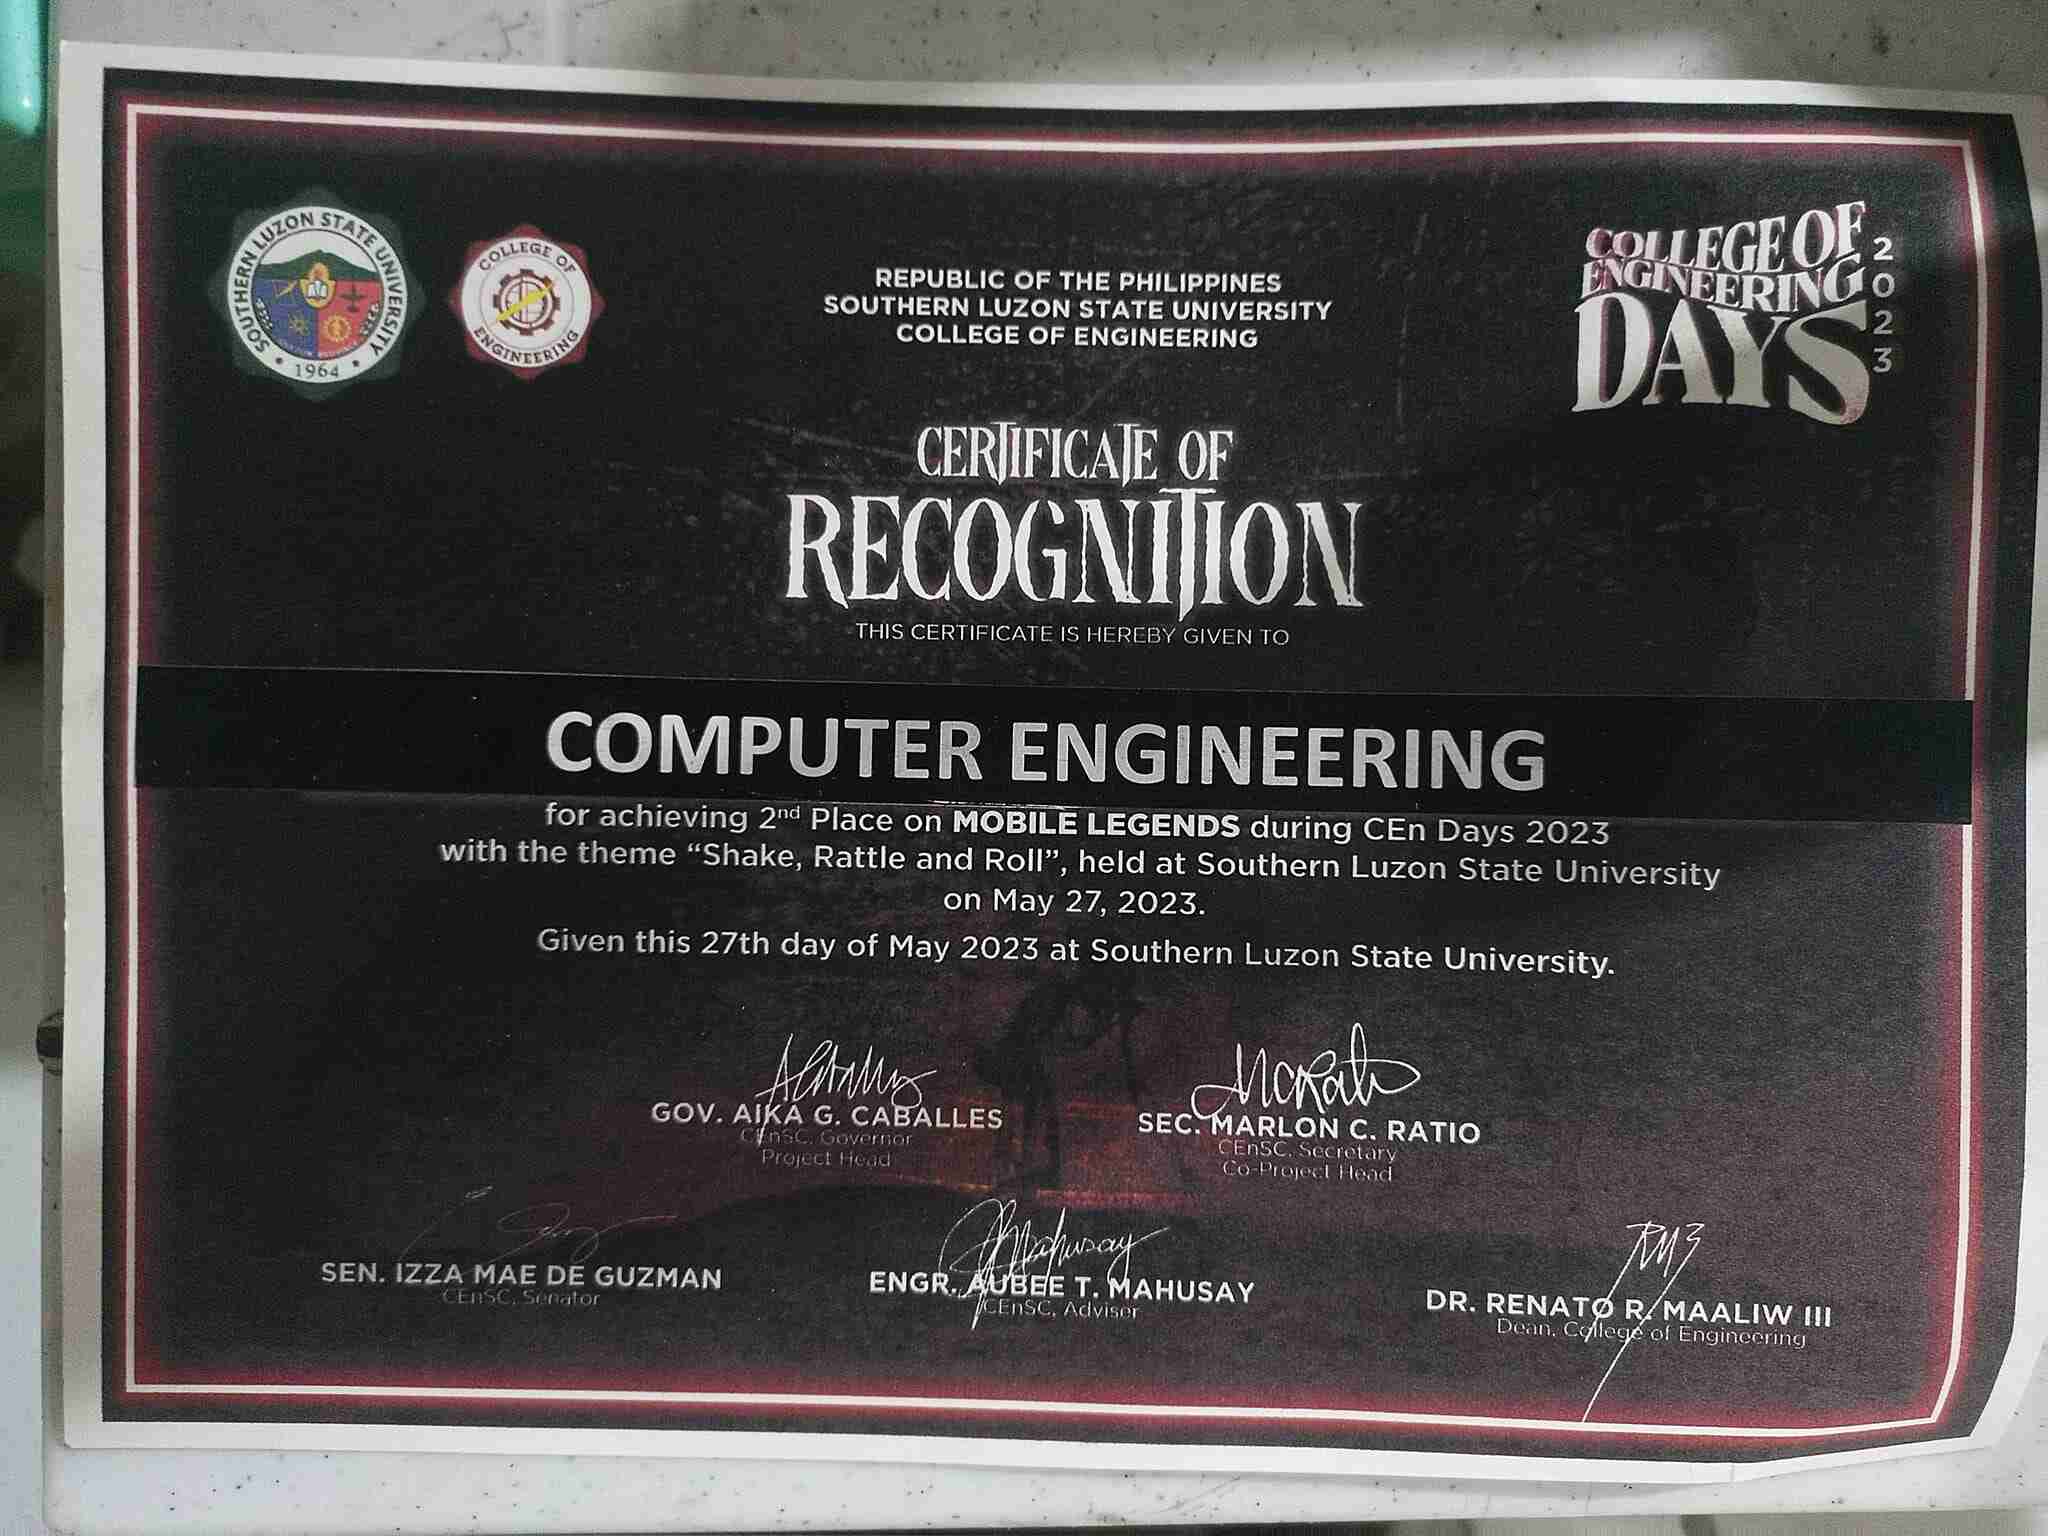 SOUTHERN LUZON STATE UNIVERSITY
1964
COLLEGE OF
ENGINEERING
REPUBLIC OF THE PHILIPPINES
SOUTHERN LUZON STATE UNIVERSITY
COLLEGE OF ENGINEERING
COLLEGE OF
ENGINEERING
DAYS
2023
CERTIFICATE OF
RECOGNITION
THIS CERTIFICATE IS HEREBY GIVEN TO
COMPUTER ENGINEERING
for achieving 2nd Place on MOBILE LEGENDS during CEn Days 2023
with the theme “Shake, Rattle and Roll”, held at Southern Luzon State University
on May 27, 2023.
Given this 27th day of May 2023 at Southern Luzon State University.
GOV. AIKA G. CABALLES
CEnSC, Governor
Project Head
SEC. MARLON C. RATIO
CEnSC, Secretary
Co-Project Head
SEN. IZZA MAE DE GUZMAN
CEnSC, Senator
ENGR. AUBEE T. MAHUSAY
CEnSC, Adviser
DR. RENATO R. MAALIW III
Dean, College of Engineering